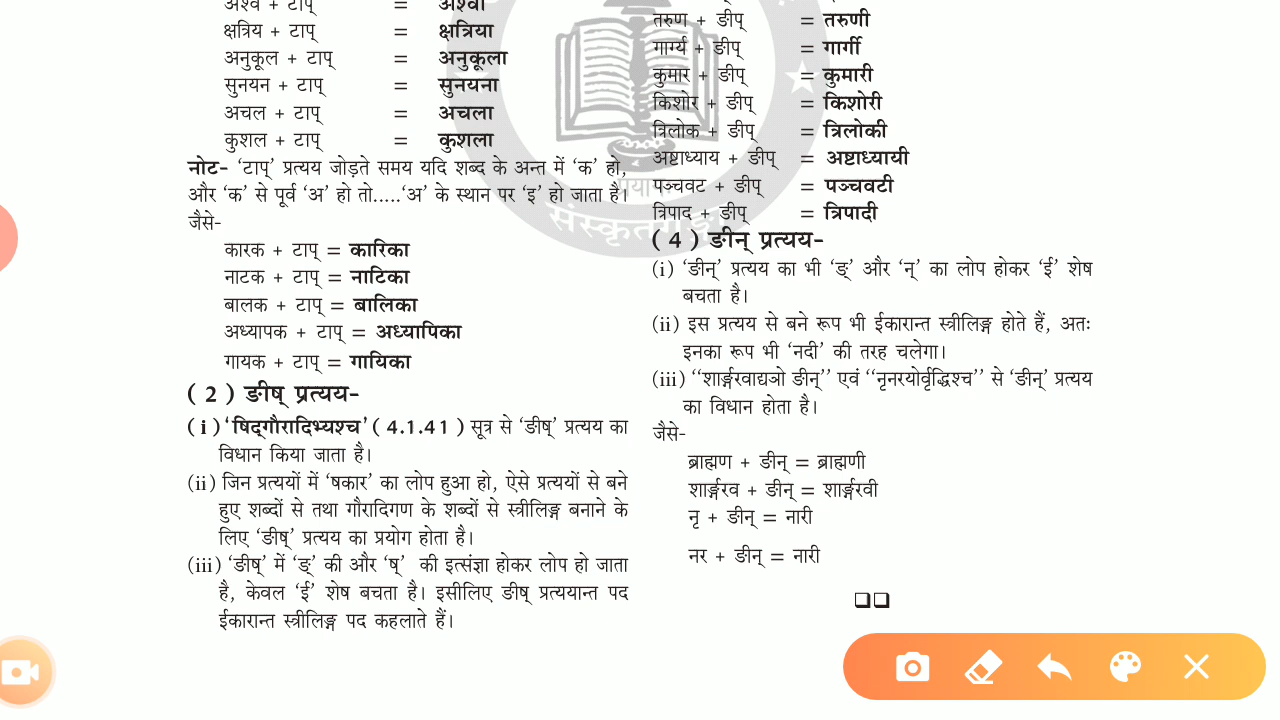 अश्व + टाप् = अश्वा
क्षत्रिय + टाप् = क्षत्रिया
अनुकूल + टाप् = अनुकूला
सुनयन + टाप् = सुनयना
अचल + टाप् = अचला
कुशल + टाप् = कुशला
नोट- ‘टाप्’ प्रत्यय जोड़ते समय यदि शब्द के अन्त में ‘क’ हो,
और ‘क’ से पूर्व ‘अ’ हो तो.....‘अ’ के स्थान पर ‘इ’ हो जाता है।
जैसे-
कारक + टाप् = कारिका
नाटक + टाप् = नाटिका
बालक + टाप् = बालिका
अध्यापक + टाप् = अध्यापिका
गायक + टाप् = गायिका
( 2 ) ङीष् प्रत्यय-
( i ) ‘षिद्गौरादिभ्यश्च’ ( 4.1.41 ) सूत्र से ‘ङीष्’ प्रत्यय का
विधान किया जाता है।
(ii) जिन प्रत्ययों में ‘षकार’ का लोप हुआ हो, ऐसे प्रत्ययों से बने
हुए शब्दों से तथा गौरादिगण के शब्दों से स्त्रीलिङ्ग बनाने के
लिए ‘ङीष्’ प्रत्यय का प्रयोग होता है।
(iii) ‘ङीष्’ में ‘ङ्’ की और ‘ष्’ की इत्संज्ञा होकर लोप हो जाता
है, केवल ‘ई’ शेष बचता है। इसीलिए ङीष् प्रत्ययान्त पद
ईकारान्त स्त्रीलिङ्ग पद कहलाते हैं।
तरुण + ङीप् = तरुणी
गार्ग्य + ङीप् = गार्गी
कुमार + ङीप् = कुमारी
किशोर + ङीप् = किशोरी
त्रिलोक + ङीप् = त्रिलोकी
अष्टाध्याय + ङीप् = अष्टाध्यायी
पञ्चवट + ङीप् = पञ्चवटी
त्रिपाद + ङीप् = त्रिपादी
( 4 ) ङीन् प्रत्यय-
(i) ‘ङीन्’ प्रत्यय का भी ‘ङ्’ और ‘न्’ का लोप होकर ‘ई’ शेष
बचता है।
(ii) इस प्रत्यय से बने रूप भी ईकारान्त स्त्रीलिङ्ग होते हैं, अतः
इनका रूप भी ‘नदी’ की तरह चलेगा।
(iii) ‘‘शार्ङ्गरवाद्यञो ङीन्’’ एवं ‘‘नृनरयोर्वृद्धिश्च’’ से ‘ङीन्’ प्रत्यय
का विधान होता है।
जैसे-
ब्राह्मण + ङीन् = ब्राह्मणी
शार्ङ्गरव + ङीन् = शार्ङ्गरवी
नृ + ङीन् = नारी
नर + ङीन् = नारी
प्रयाग
संस्कृतगङ्गा